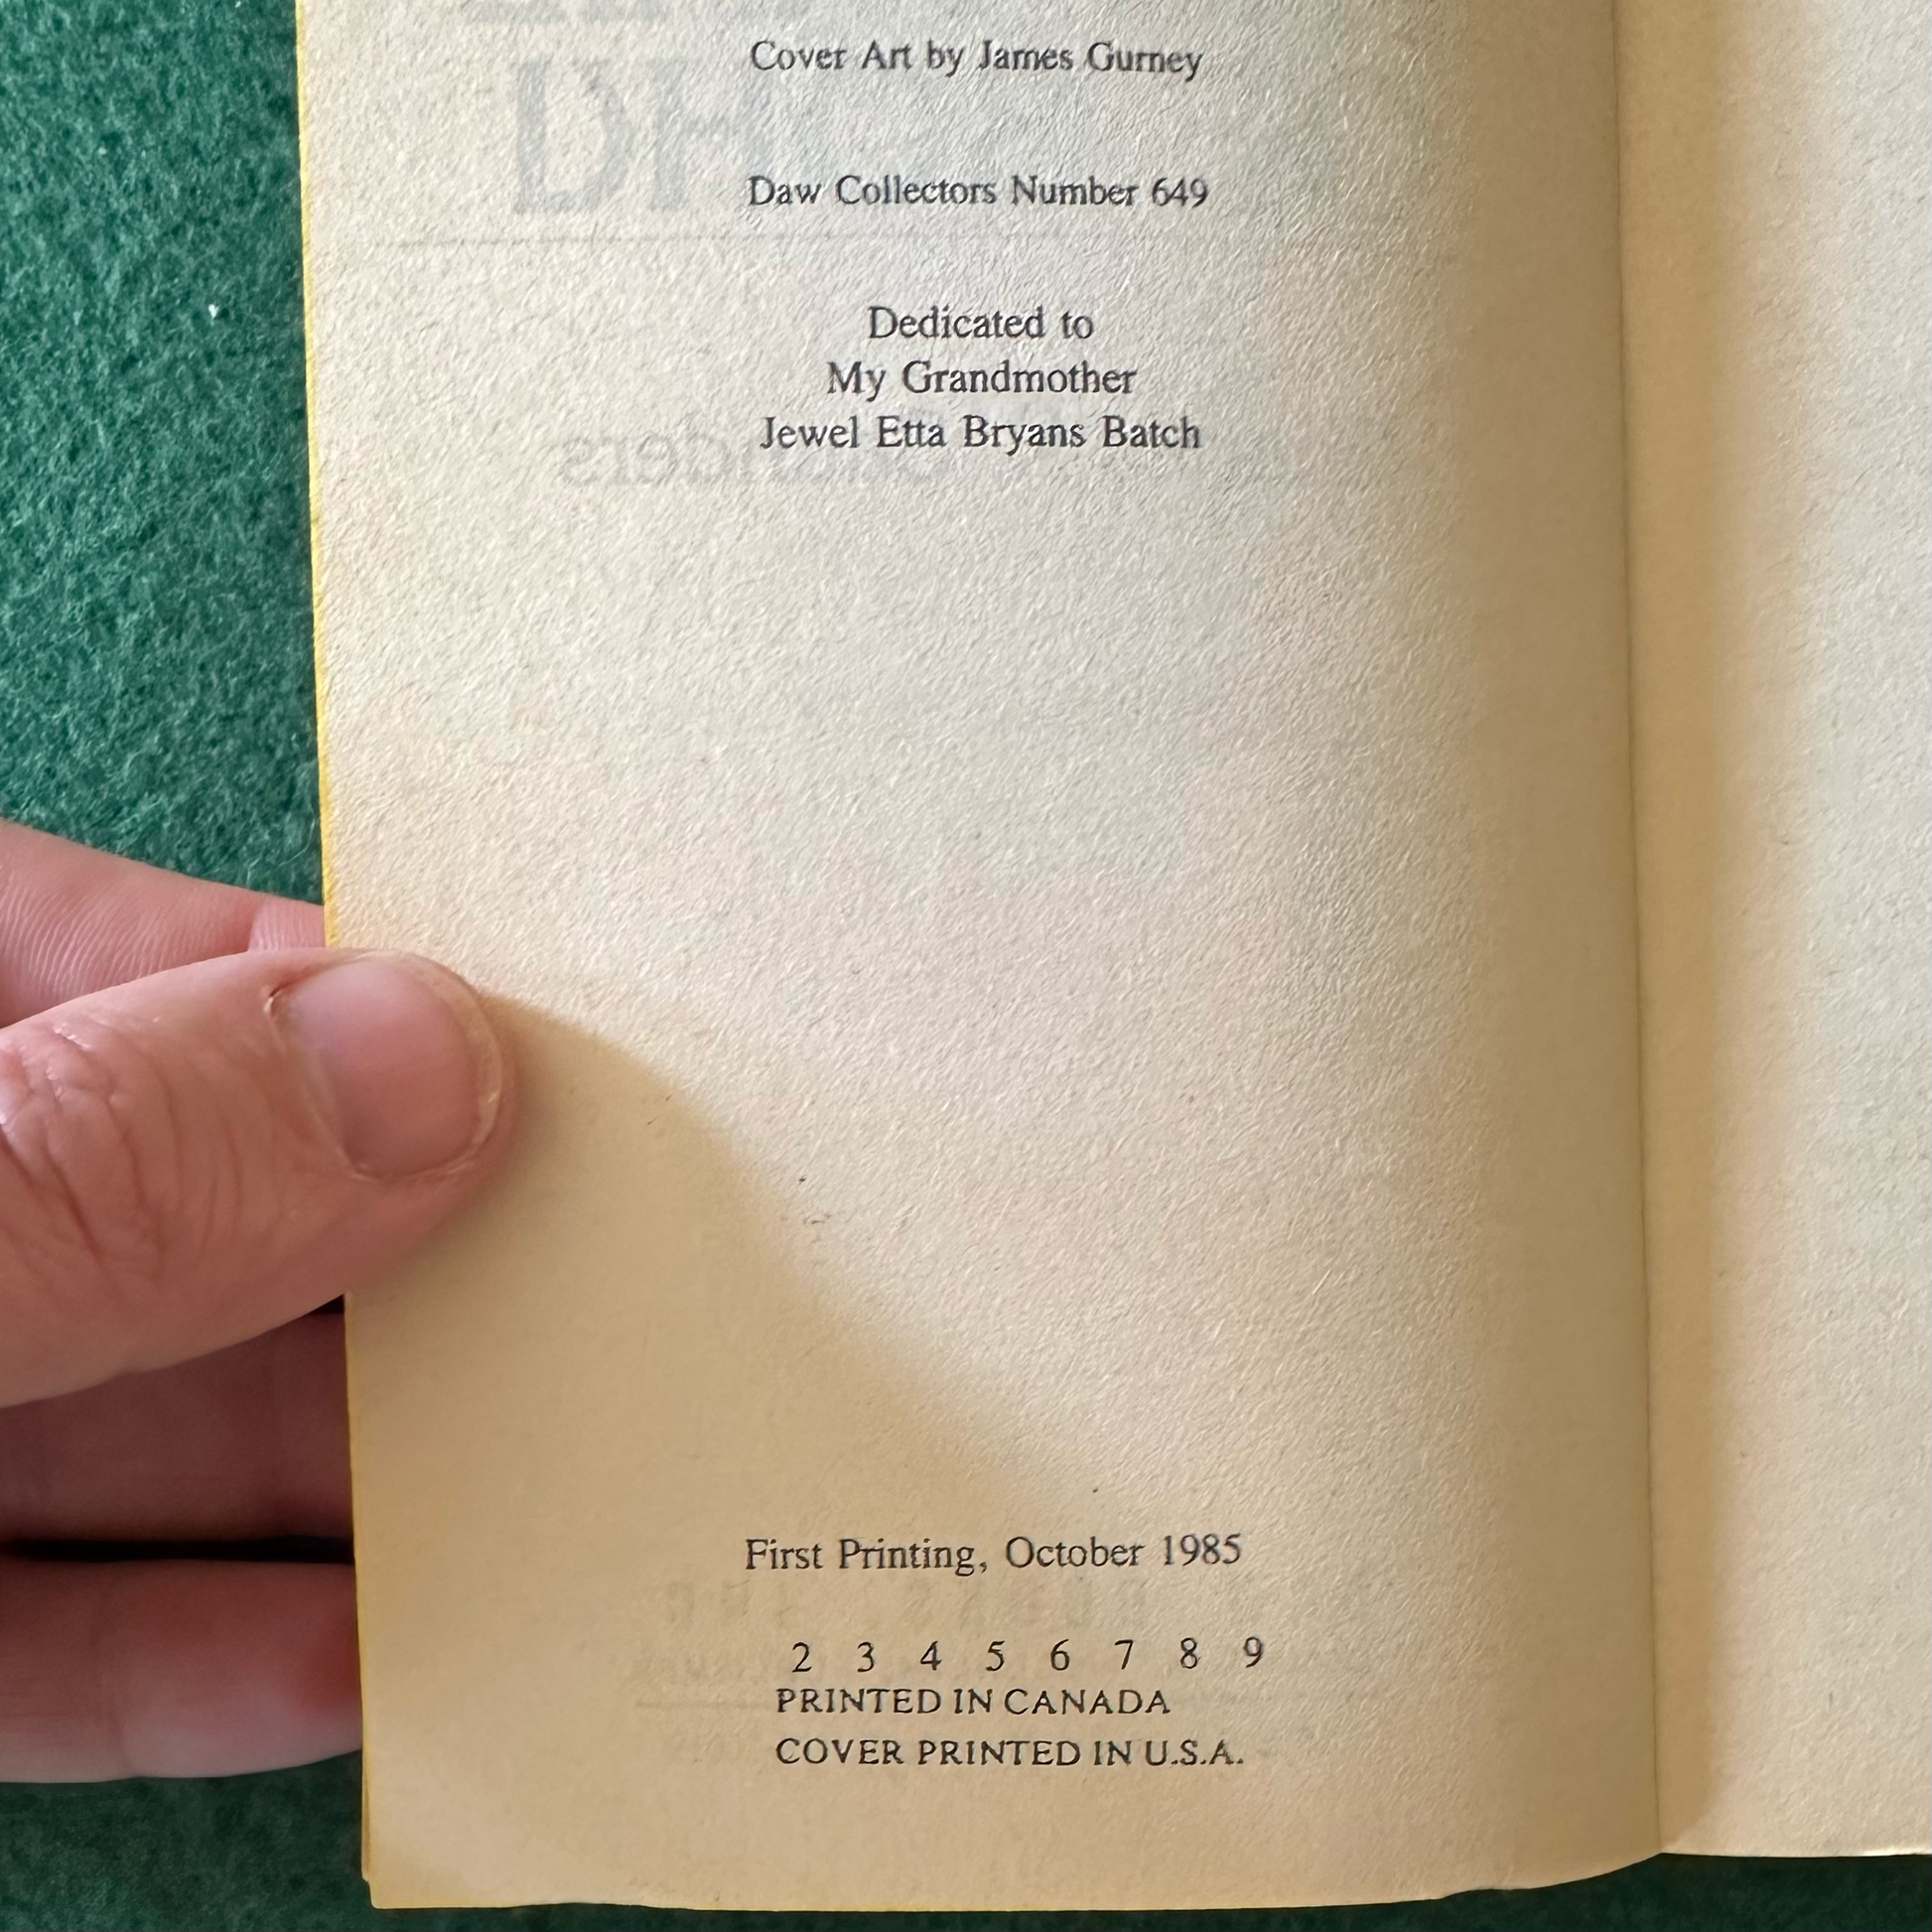 Cover Art by James Gurney
Daw Collectors Number 649
Dedicated to
My Grandmother
Jewel Etta Bryans Batch
First Printing, October 1985
2 3 4 5 6 7 8 9
PRINTED IN CANADA
COVER PRINTED IN U.S.A.